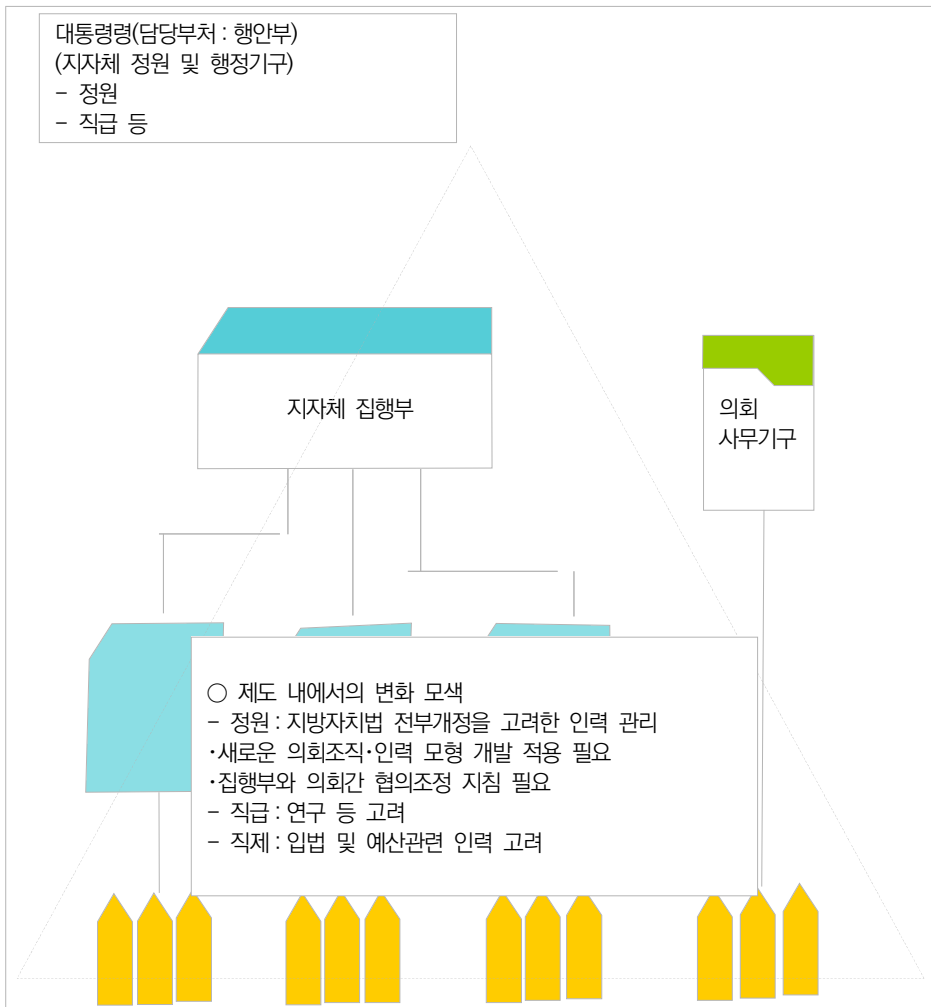 대통령령(담당부처 : 행안부)
(지자체 정원 및 행정기구)
- 정원
- 직급 등
지자체 집행부
의회
사무기구
○ 제도 내에서의 변화 모색
- 정원 : 지방자치법 전부개정을 고려한 인력 관리
·새로운 의회조직·인력 모형 개발 적용 필요
·집행부와 의회간 협의조정 지침 필요
- 직급 : 연구 등 고려
- 직제 : 입법 및 예산관련 인력 고려